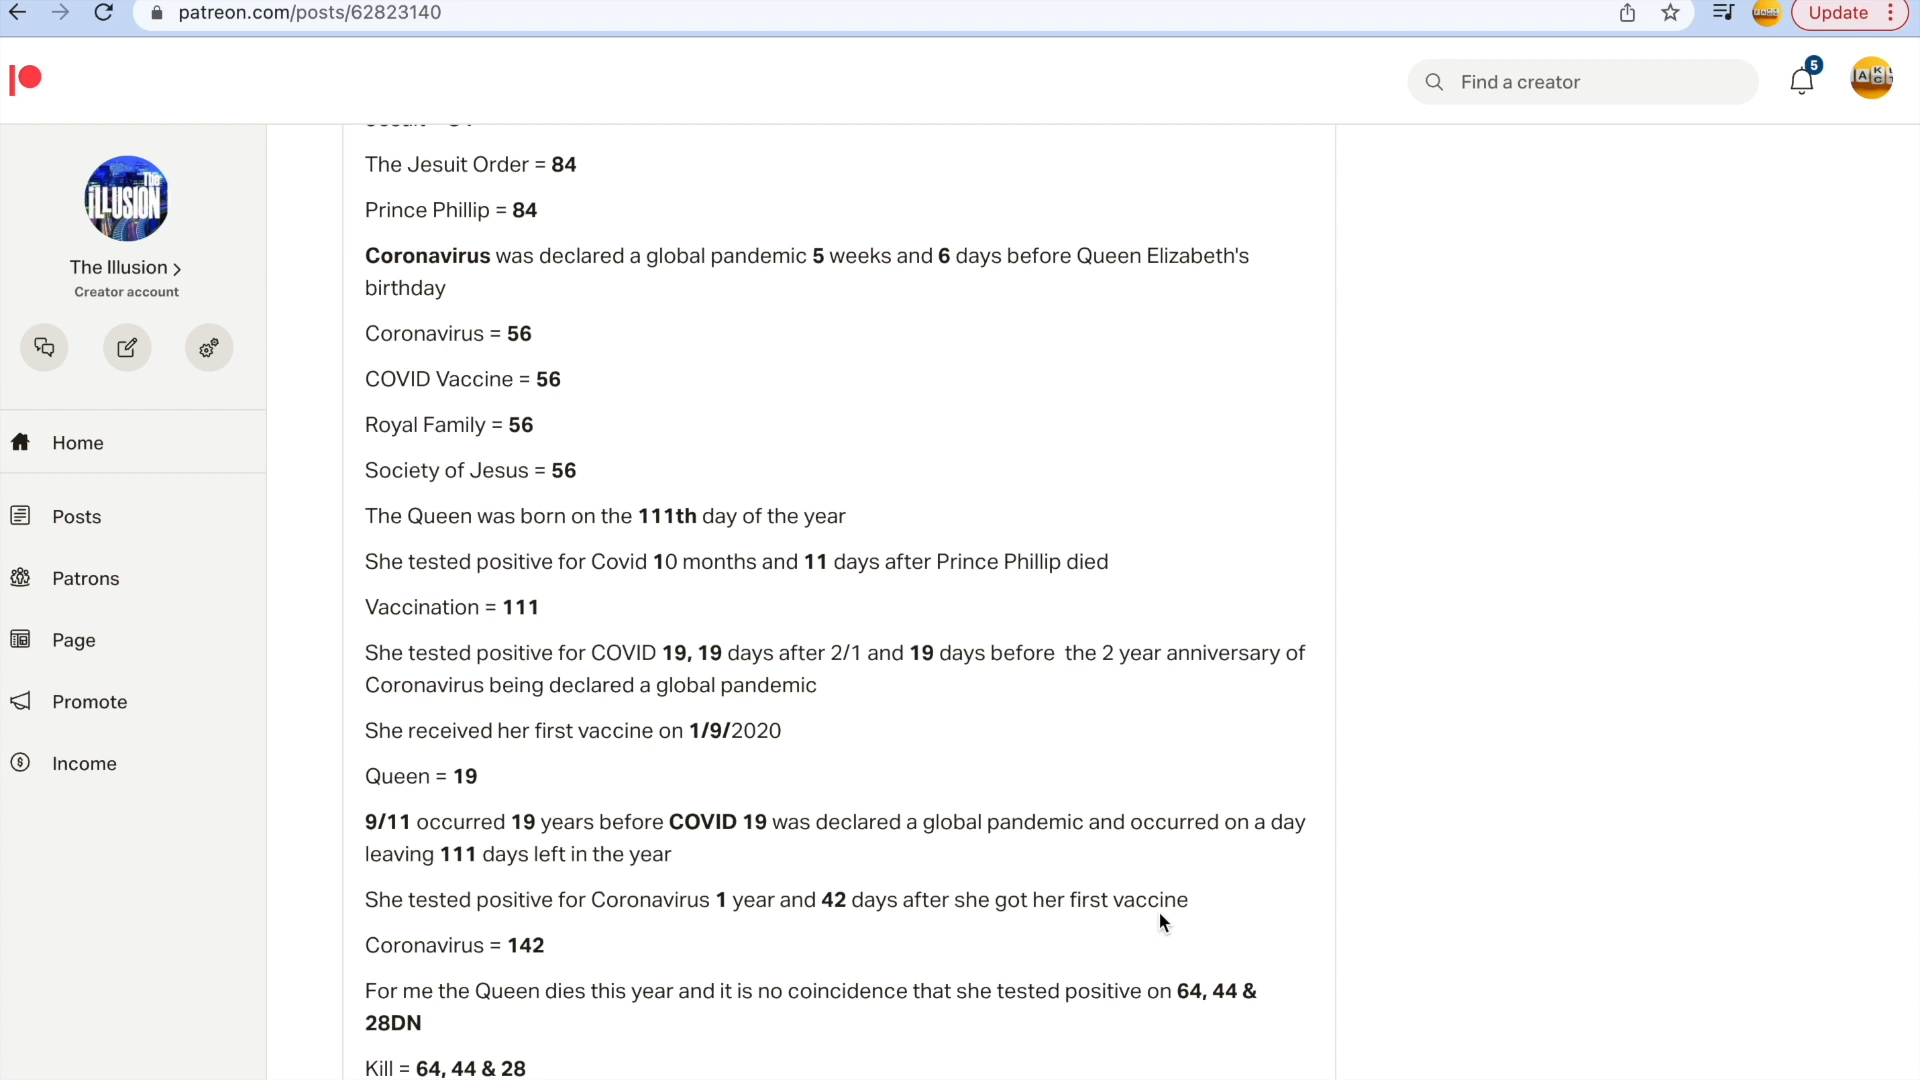 patreon.com/posts/62823140
Update
Find a creator
5
THE
ILLUSION
The Illusion >
Creator account
Home
Posts
Patrons
Page
Promote
Income
The Jesuit Order = 84
Prince Phillip = 84
Coronavirus was declared a global pandemic 5 weeks and 6 days before Queen Elizabeth's
birthday
Coronavirus = 56
COVID Vaccine = 56
Royal Family = 56
Society of Jesus = 56
The Queen was born on the 111th day of the year
She tested positive for Covid 10 months and 11 days after Prince Phillip died
Vaccination = 111
She tested positive for COVID 19, 19 days after 2/1 and 19 days before the 2 year anniversary of
Coronavirus being declared a global pandemic
She received her first vaccine on 1/9/2020
Queen = 19
9/11 occurred 19 years before COVID 19 was declared a global pandemic and occurred on a day
leaving 111 days left in the year
She tested positive for Coronavirus 1 year and 42 days after she got her first vaccine
Coronavirus = 142
For me the Queen dies this year and it is no coincidence that she tested positive on 64, 44 &
28DN
Kill = 64, 44 & 28